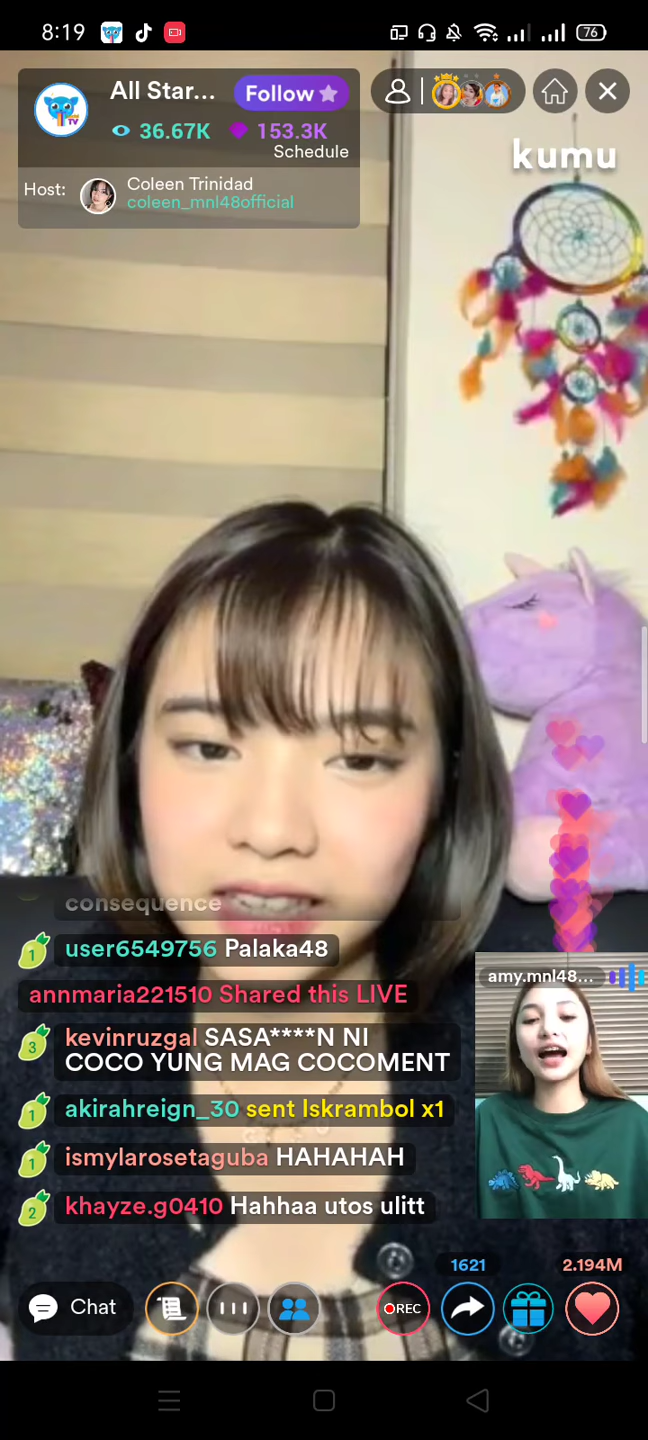 8:19
76
All Star...
Follow
36.67K
153.3K
Schedule
Host:
Coleen Trinidad
coleen_mnl48official
kumu
TV
consequence
1
user6549756 Palaka48
annmaria221510 Shared this LIVE
3
kevinruzgal SASA****N NI
COCO YUNG MAG COCOMENT
1
akirahreign_30 sent Iskrambol x1
1
ismylarosetaguba HAHAHAH
2
khayze.g0410 Hahhaa utos ulitt
amy.mnl48...
1621
2.194M
Chat
REC